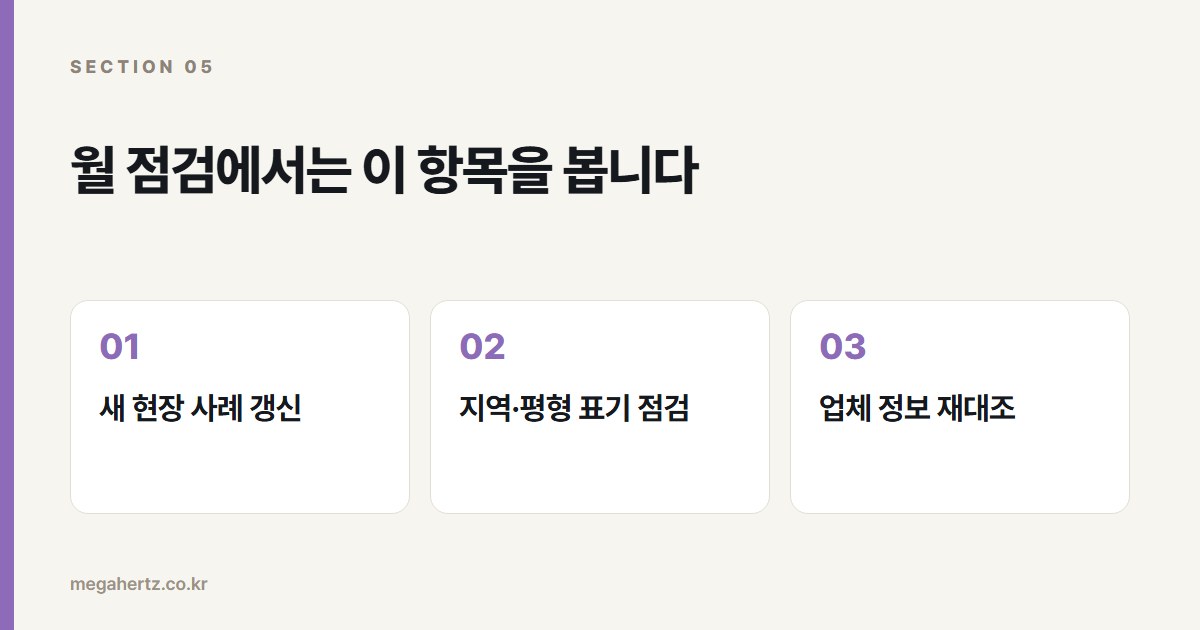 SECTION 05
월 점검에서는 이 항목을 봅니다
01
새 현장 사례 갱신
02
지역·평형 표기 점검
03
업체 정보 재대조
megahertz.co.kr